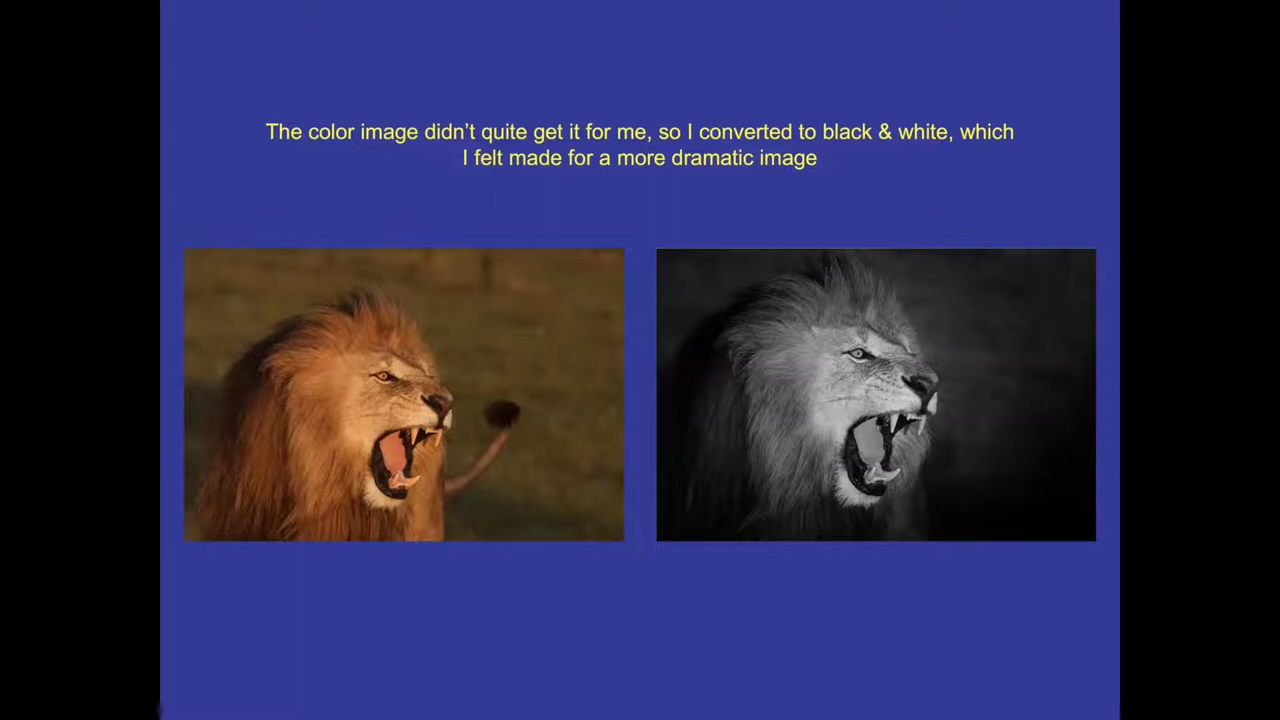 The color image didn’t quite get it for me, so I converted to black & white, which
I felt made for a more dramatic image